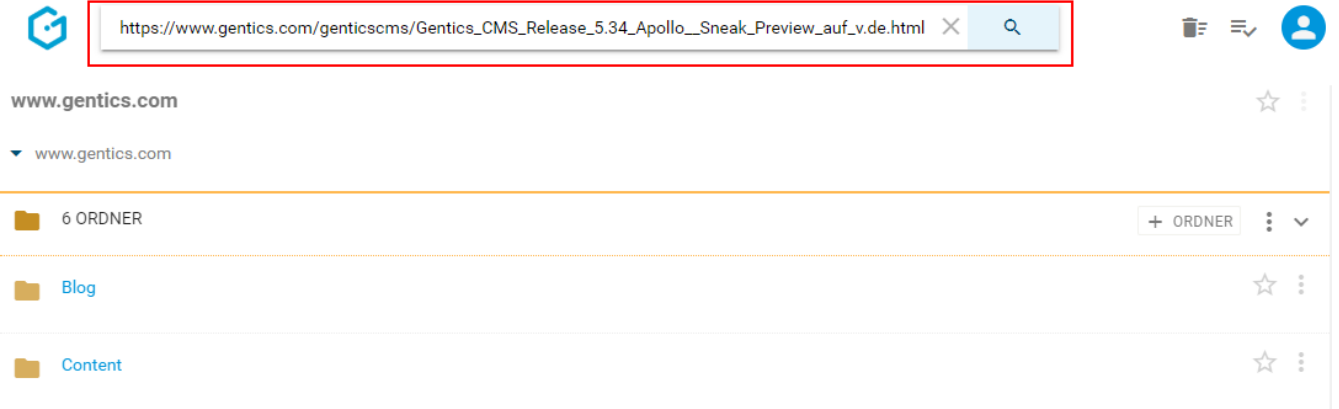 https://www.gentics.com/genticscms/Gentics_CMS_Release_5.34_Apollo__Sneak_Preview_auf_v.de.html
www.gentics.com
www.gentics.com
6 ORDNER
+ ORDNER
Blog
Content